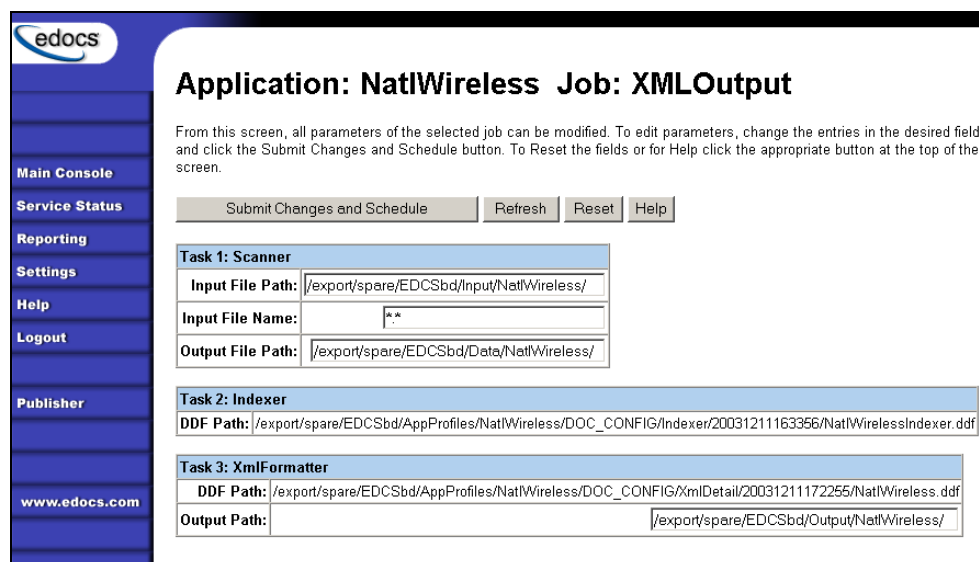 edocs
Application: NatlWireless Job: XMLOutput
From this screen, all parameters of the selected job can be modified. To edit parameters, change the entries in the desired field
and click the Submit Changes and Schedule button. To Reset the fields or for Help click the appropriate button at the top of the
screen.
Main Console
Service Status
Reporting
Settings
Help
Logout
Publisher
www.edocs.com
Submit Changes and Schedule Refresh Reset Help
Task 1: Scanner
Input File Path: /export/spare/EDCSbd/Input/NatlWireless/
Input File Name: *.*
Output File Path: /export/spare/EDCSbd/Data/NatlWireless/
Task 2: Indexer
DDF Path: /export/spare/EDCSbd/AppProfiles/NatlWireless/DOC_CONFIG/Indexer/20031211163356/NatlWirelessIndexer.ddf
Task 3: XmlFormatter
DDF Path: /export/spare/EDCSbd/AppProfiles/NatlWireless/DOC_CONFIG/XmlDetail/20031211172255/NatlWireless.ddf
Output Path: /export/spare/EDCSbd/Output/NatlWireless/